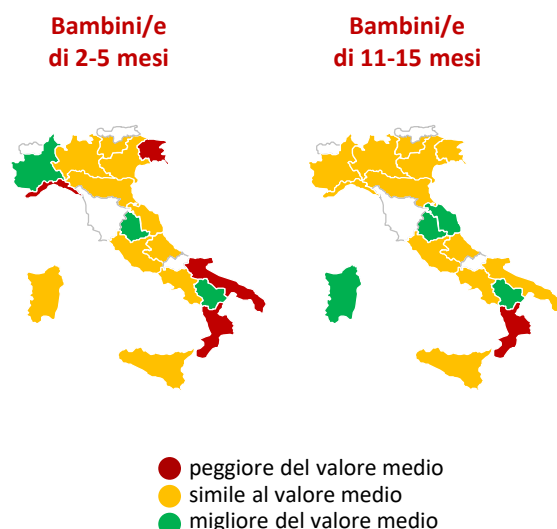 Bambini/e
di 2-5 mesi
Bambini/e
di 11-15 mesi
peggiore del valore medio
simile al valore medio
migliore del valore medio